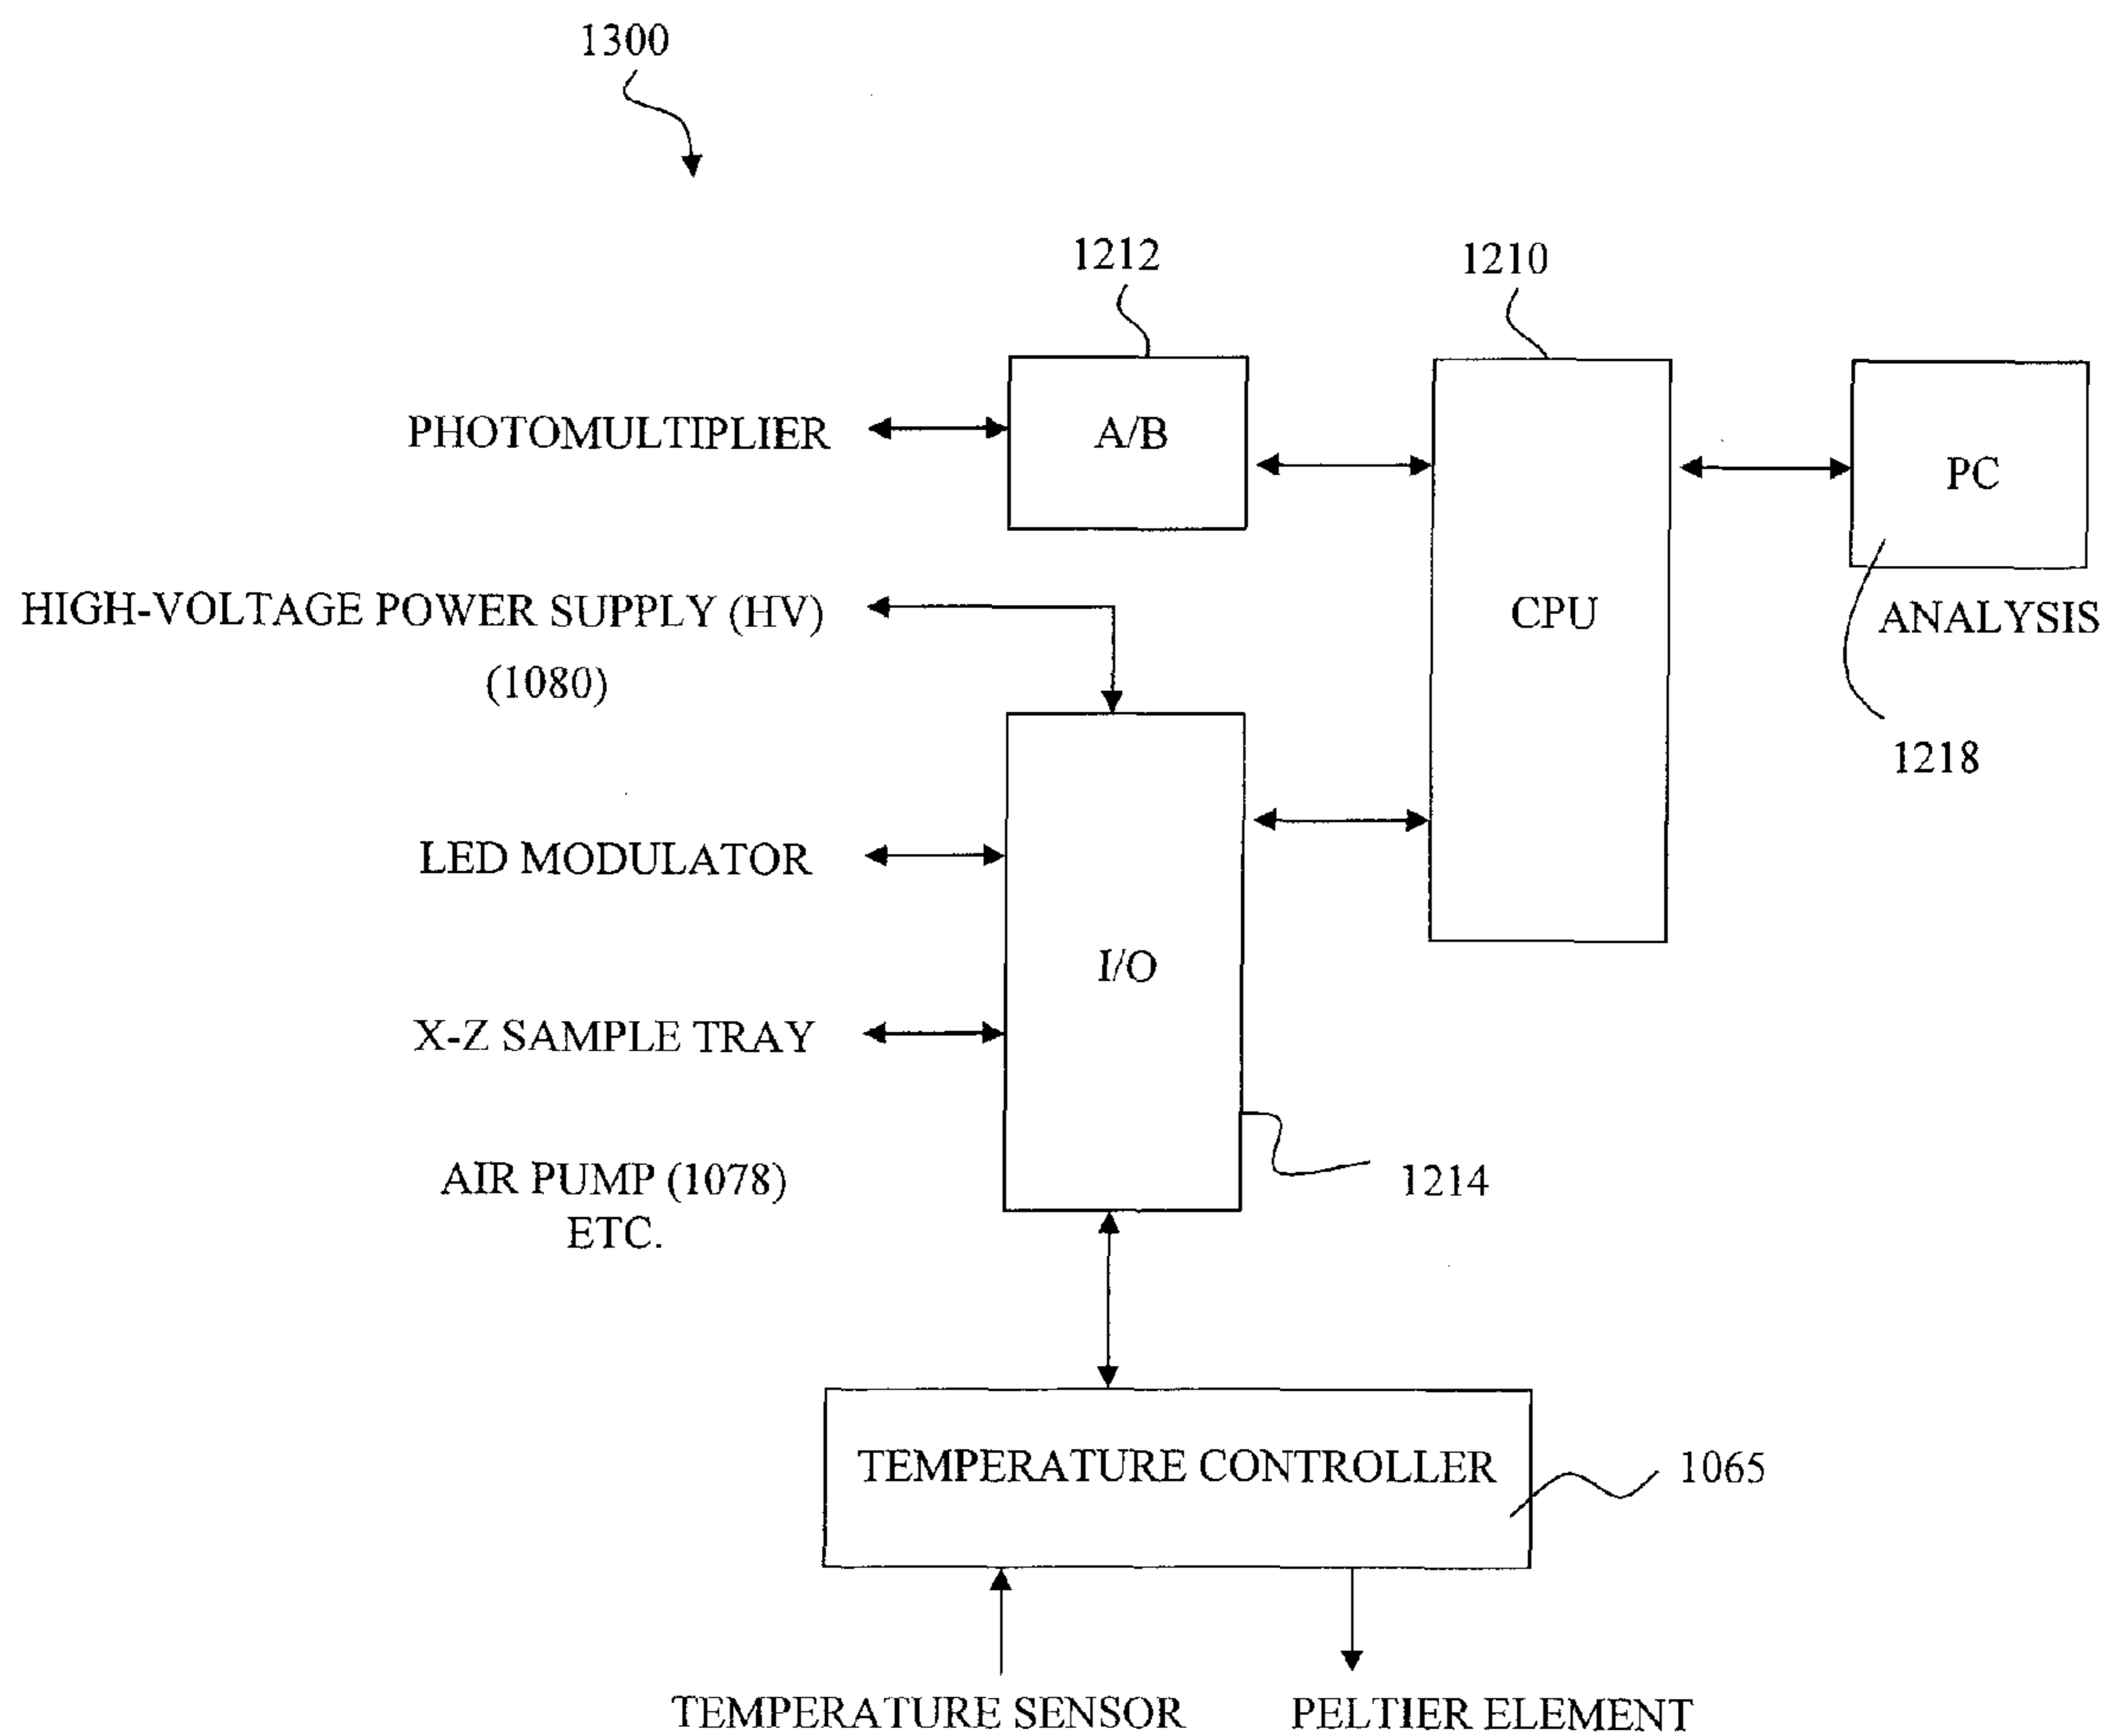 1300
1212
1210
PHOTOMULTIPLIER
A/B
PC
HIGH-VOLTAGE POWER SUPPLY (HV)
(1080)
CPU
ANALYSIS
1218
LED MODULATOR
I/O
X-Z SAMPLE TRAY
AIR PUMP (1078)
ETC.
1214
TEMPERATURE CONTROLLER
1065
TEMPERATURE SENSOR
PELTIER ELEMENT